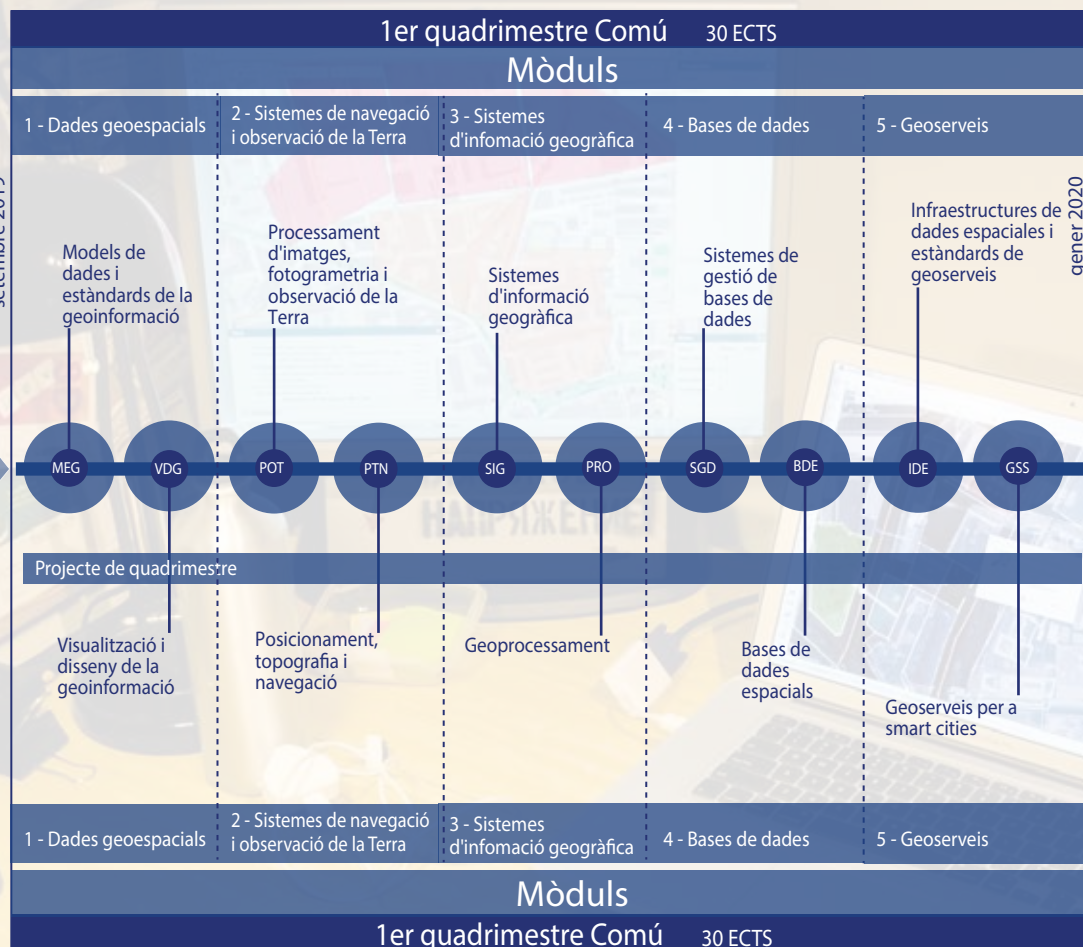 1er quadrimestre Comú 30 ECTS
Mòduls
1 - Dades geoespacials
2 - Sistemes de navegació
i observació de la Terra
3 - Sistemes
d'infomació geogràfica
4 - Bases de dades
5 - Geoserveis
gener 2020
Models de
dades i
estàndards de la
geoinformació
Processament
d'imatges,
fotogrametria i
observació de la
Terra
Sistemes
d'informació
geogràfica
Sistemes de
gestió de
bases de
dades
Infraestructures de
dades espaciales i
estàndards de
geoserveis
MEG
VDG
POT
PTN
SIG
PRO
SGD
BDE
IDE
GSS
НАПРЯЖЕНИЕ!
Projecte de quadrimestre
Visualització i
disseny de la
geoinformació
Posicionament,
topografia i
navegació
Geoprocessament
Bases de
dades
espacials
Geoserveis per a
smart cities
1 - Dades geoespacials
2 - Sistemes de navegació
i observació de la Terra
3 - Sistemes
d'infomació geogràfica
4 - Bases de dades
5 - Geoserveis
Mòduls
1er quadrimestre Comú 30 ECTS